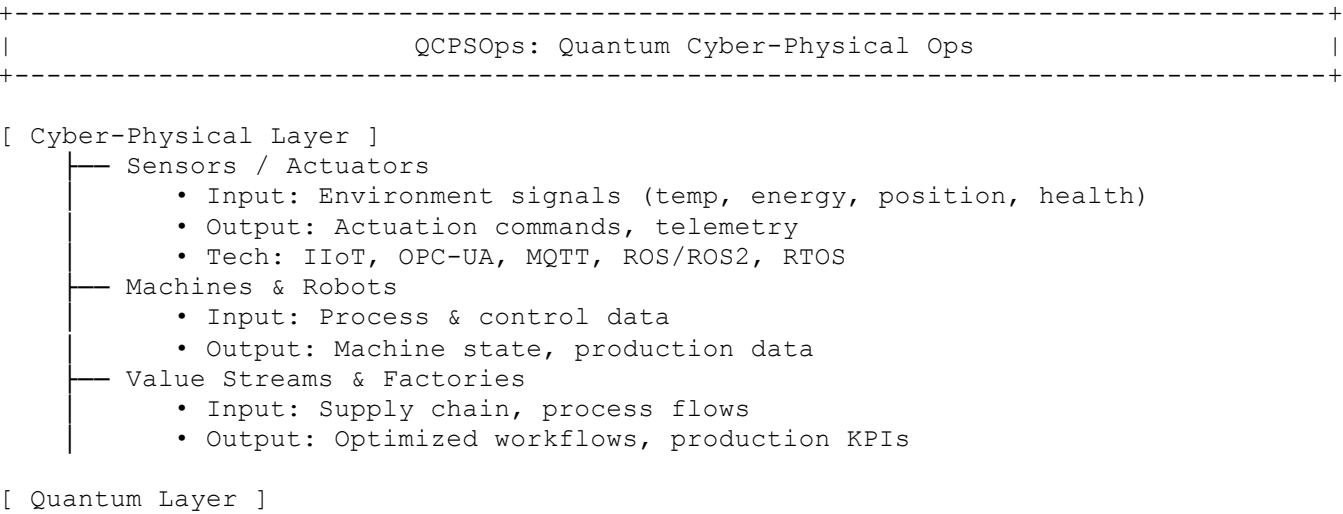 +----------------------------------------------------------------------------------+
|                         QCPSOps: Quantum Cyber-Physical Ops                      |
+----------------------------------------------------------------------------------+
[ Cyber-Physical Layer ]
    ├── Sensors / Actuators
    │      • Input: Environment signals (temp, energy, position, health)
    │      • Output: Actuation commands, telemetry
    │      • Tech: IIoT, OPC-UA, MQTT, ROS/ROS2, RTOS
    ├── Machines & Robots
    │      • Input: Process & control data
    │      • Output: Machine state, production data
    ├── Value Streams & Factories
    │      • Input: Supply chain, process flows
    │      • Output: Optimized workflows, production KPIs
[ Quantum Layer ]